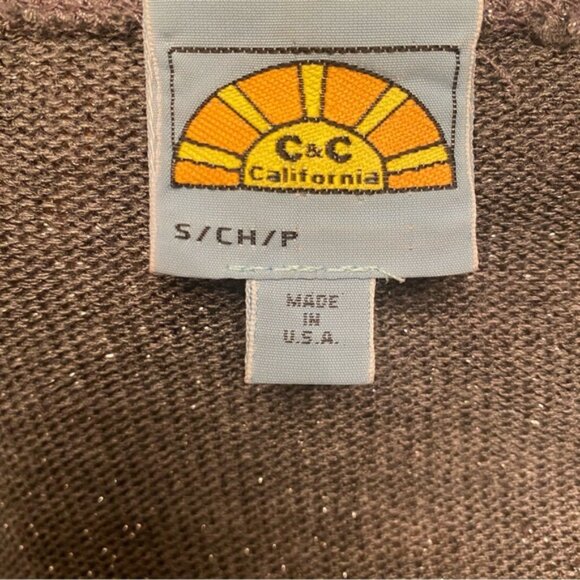 C&C
California
S/CH/P
MADE
IN
U.S.A.